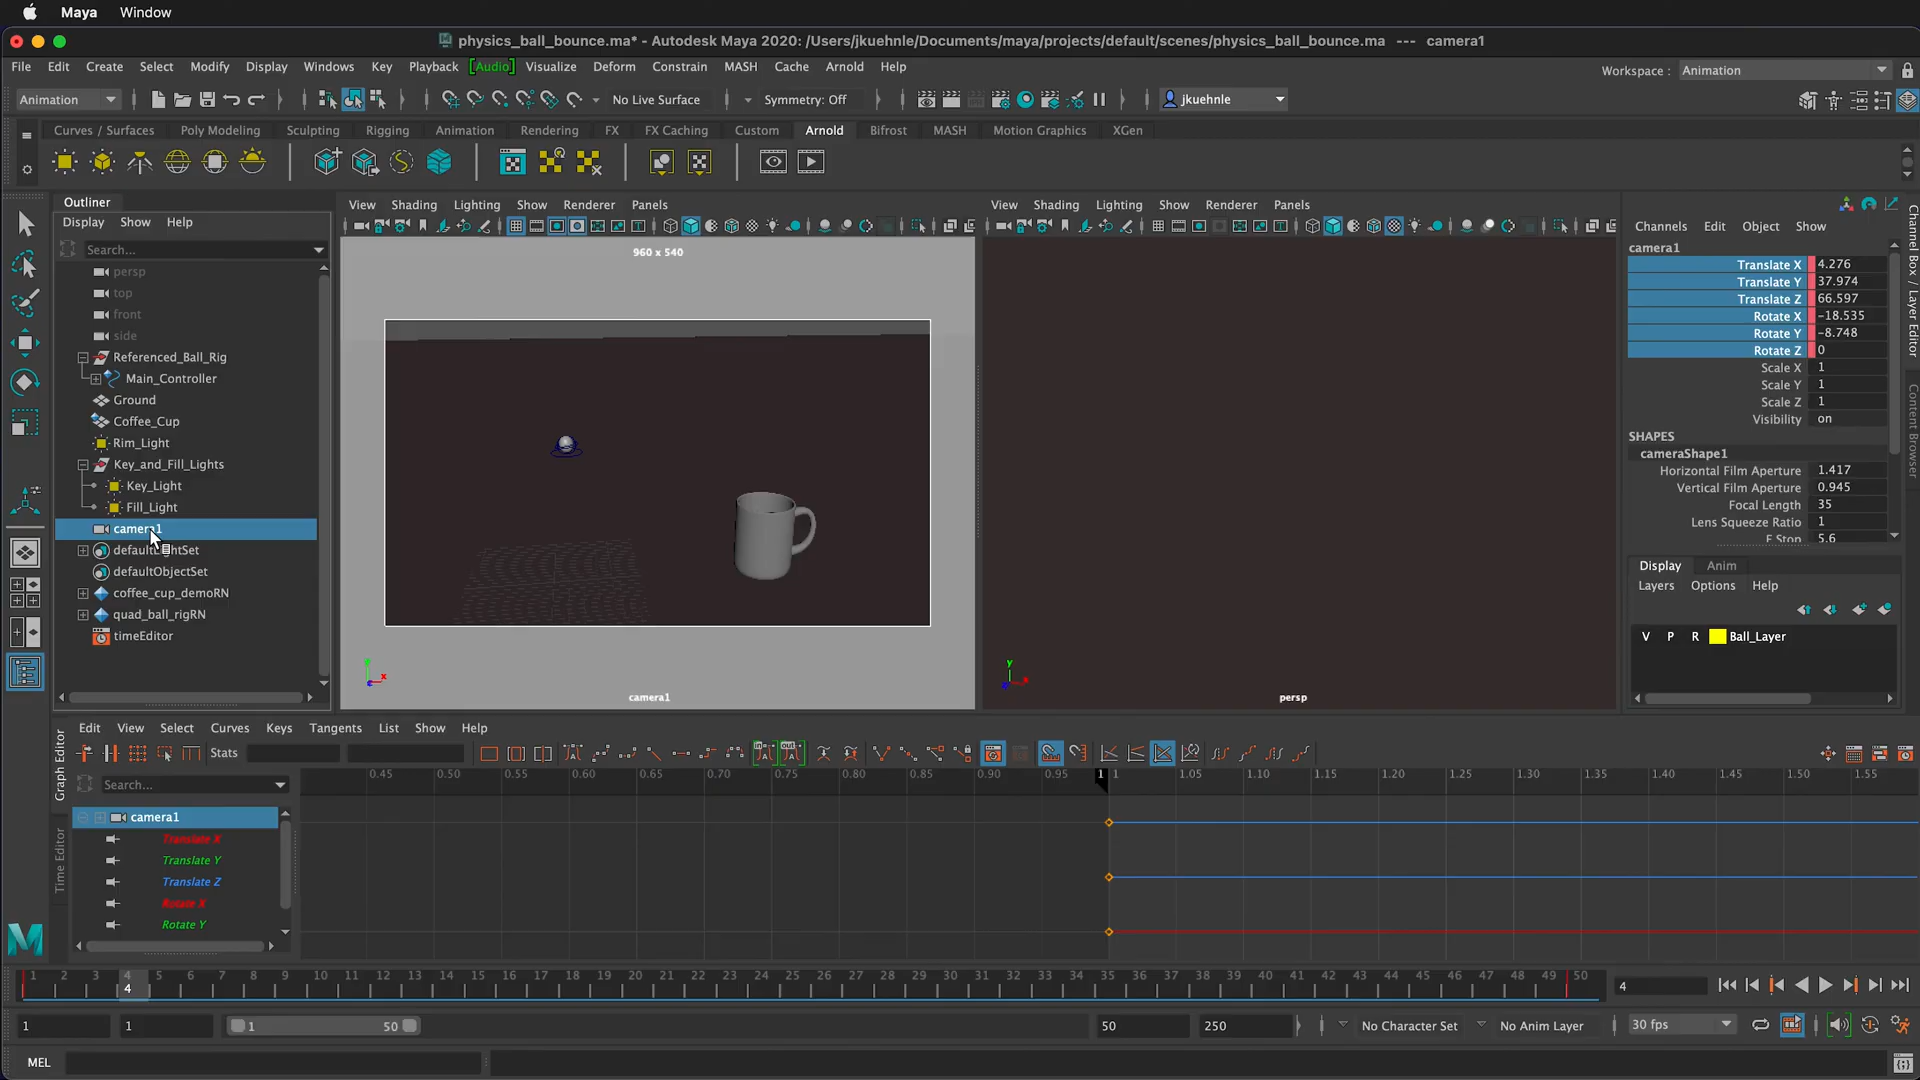 Maya Window
physics_ball_bounce.ma* - Autodesk Maya 2020: /Users/jkuehnle/Documents/maya/projects/default/scenes/physics_ball_bounce.ma --- camera1
File Edit Create Select Modify Display Windows Key Playback [Audio] Visualize Deform Constrain MASH Cache Arnold Help
Workspace : Animation
Animation No Live Surface Symmetry: Off jkuehnle
Curves / Surfaces Poly Modeling Sculpting Rigging Animation Rendering FX FX Caching Custom Arnold Bifrost MASH Motion Graphics XGen
Outliner
Display Show Help
Search...
persp
top
front
side
Referenced_Ball_Rig
Main_Controller
Ground
Coffee_Cup
Rim_Light
Key_and_Fill_Lights
Key_Light
Fill_Light
camera1
defaultObjectSet
coffee_cup_demoRN
quad_ball_rigRN
timeEditor
View Shading Lighting Show Renderer Panels
960 x 540
camera1
View Shading Lighting Show Renderer Panels
persp
Channels Edit Object Show
camera1
Translate X 4.276
Translate Y 37.974
Translate Z 66.597
Rotate X -18.535
Rotate Y -8.748
Rotate Z 0
Scale X 1
Scale Y 1
Scale Z 1
Visibility on
SHAPES
cameraShape1
Horizontal Film Aperture 1.417
Vertical Film Aperture 0.945
Focal Length 35
Lens Squeeze Ratio 1
F Stop 5.6
Display Anim
Layers Options Help
V P R Ball_Layer
Channel Box / Layer Editor
Content Browser
Graph Editor
Time Editor
Edit View Select Curves Keys Tangents List Show Help
Stats
Search...
camera1
Translate X
Translate Y
Translate Z
Rotate X
Rotate Y
0.45 0.50 0.55 0.60 0.65 0.70 0.75 0.80 0.85 0.90 0.95 1 1 1.05 1.10 1.15 1.20 1.25 1.30 1.35 1.40 1.45 1.50 1.55
1 2 3 4 5 6 7 8 9 10 11 12 13 14 15 16 17 18 19 20 21 22 23 24 25 26 27 28 29 30 31 32 33 34 35 36 37 38 39 40 41 42 43 44 45 46 47 48 49 50
4 4
1 1 1 50 50 250 No Character Set No Anim Layer 30 fps
MEL